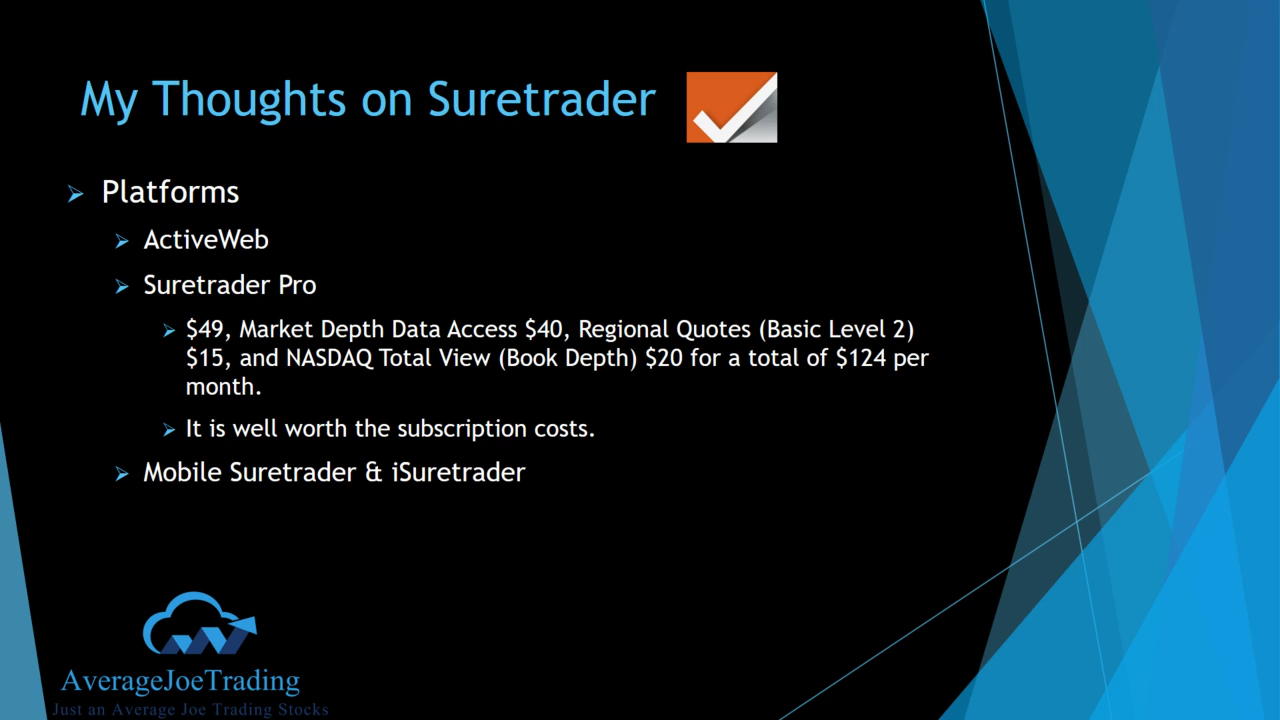 My Thoughts on Suretrader
Platforms
ActiveWeb
Suretrader Pro
$49, Market Depth Data Access $40, Regional Quotes (Basic Level 2)
$15, and NASDAQ Total View (Book Depth) $20 for a total of $124 per
month.
It is well worth the subscription costs.
Mobile Suretrader & iSuretrader
AverageJoeTrading
Just an Average Joe Trading Stocks